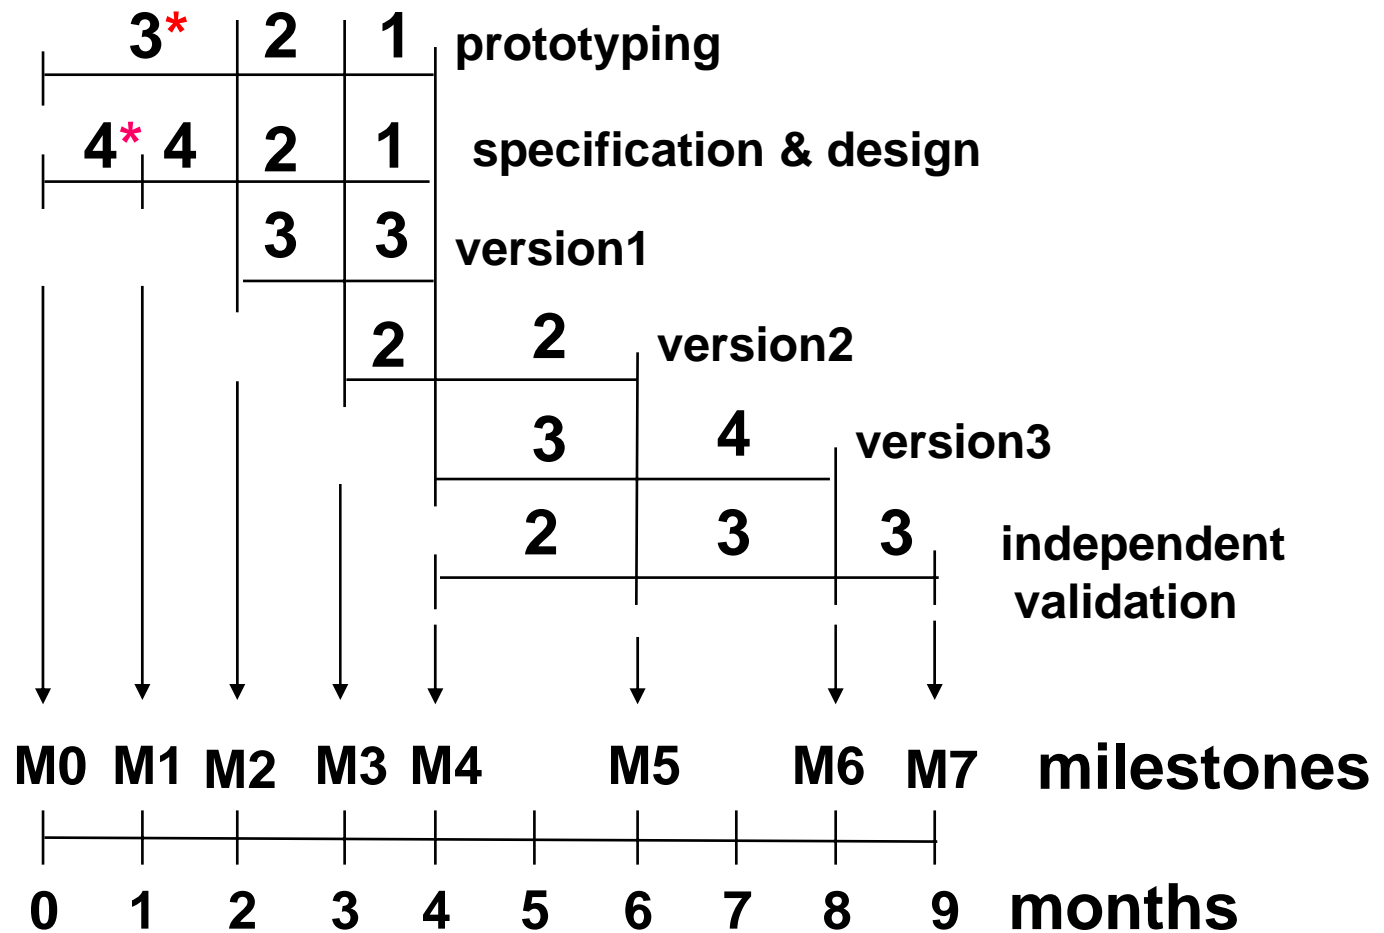 3* 2 1 prototyping
4* 4 2 1 specification & design
3 3 version1
2 2 version2
3 4 version3
2 3 3 independent
validation
M0 M1 M2 M3 M4 M5 M6 M7 milestones
0 1 2 3 4 5 6 7 8 9 months